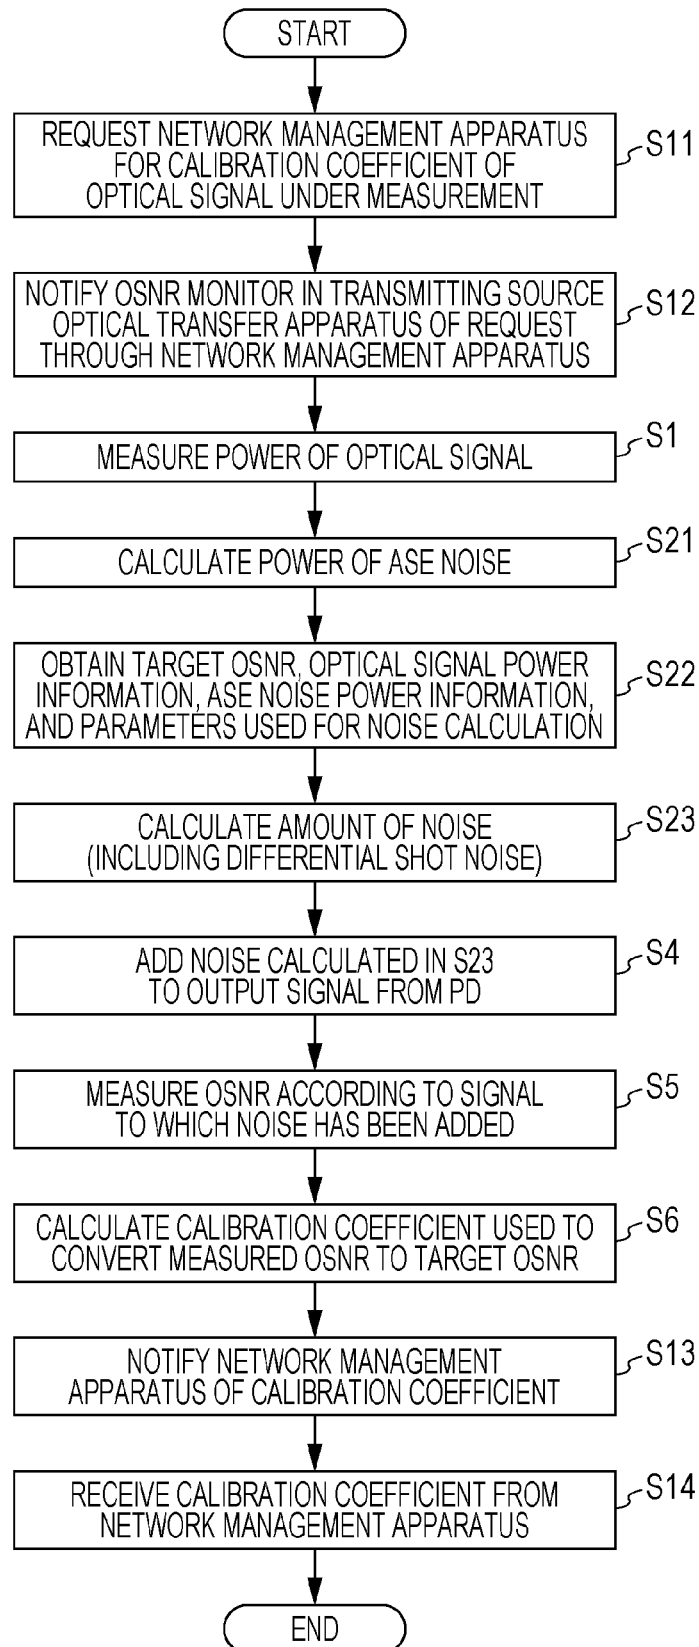 START
REQUEST NETWORK MANAGEMENT APPARATUS
FOR CALIBRATION COEFFICIENT OF
OPTICAL SIGNAL UNDER MEASUREMENT
S11
NOTIFY OSNR MONITOR IN TRANSMITTING SOURCE
OPTICAL TRANSFER APPARATUS OF REQUEST
THROUGH NETWORK MANAGEMENT APPARATUS
S12
MEASURE POWER OF OPTICAL SIGNAL
S1
CALCULATE POWER OF ASE NOISE
S21
OBTAIN TARGET OSNR, OPTICAL SIGNAL POWER
INFORMATION, ASE NOISE POWER INFORMATION,
AND PARAMETERS USED FOR NOISE CALCULATION
S22
CALCULATE AMOUNT OF NOISE
(INCLUDING DIFFERENTIAL SHOT NOISE)
S23
ADD NOISE CALCULATED IN S23
TO OUTPUT SIGNAL FROM PD
S4
MEASURE OSNR ACCORDING TO SIGNAL
TO WHICH NOISE HAS BEEN ADDED
S5
CALCULATE CALIBRATION COEFFICIENT USED TO
CONVERT MEASURED OSNR TO TARGET OSNR
S6
NOTIFY NETWORK MANAGEMENT
APPARATUS OF CALIBRATION COEFFICIENT
S13
RECEIVE CALIBRATION COEFFICIENT FROM
NETWORK MANAGEMENT APPARATUS
S14
END